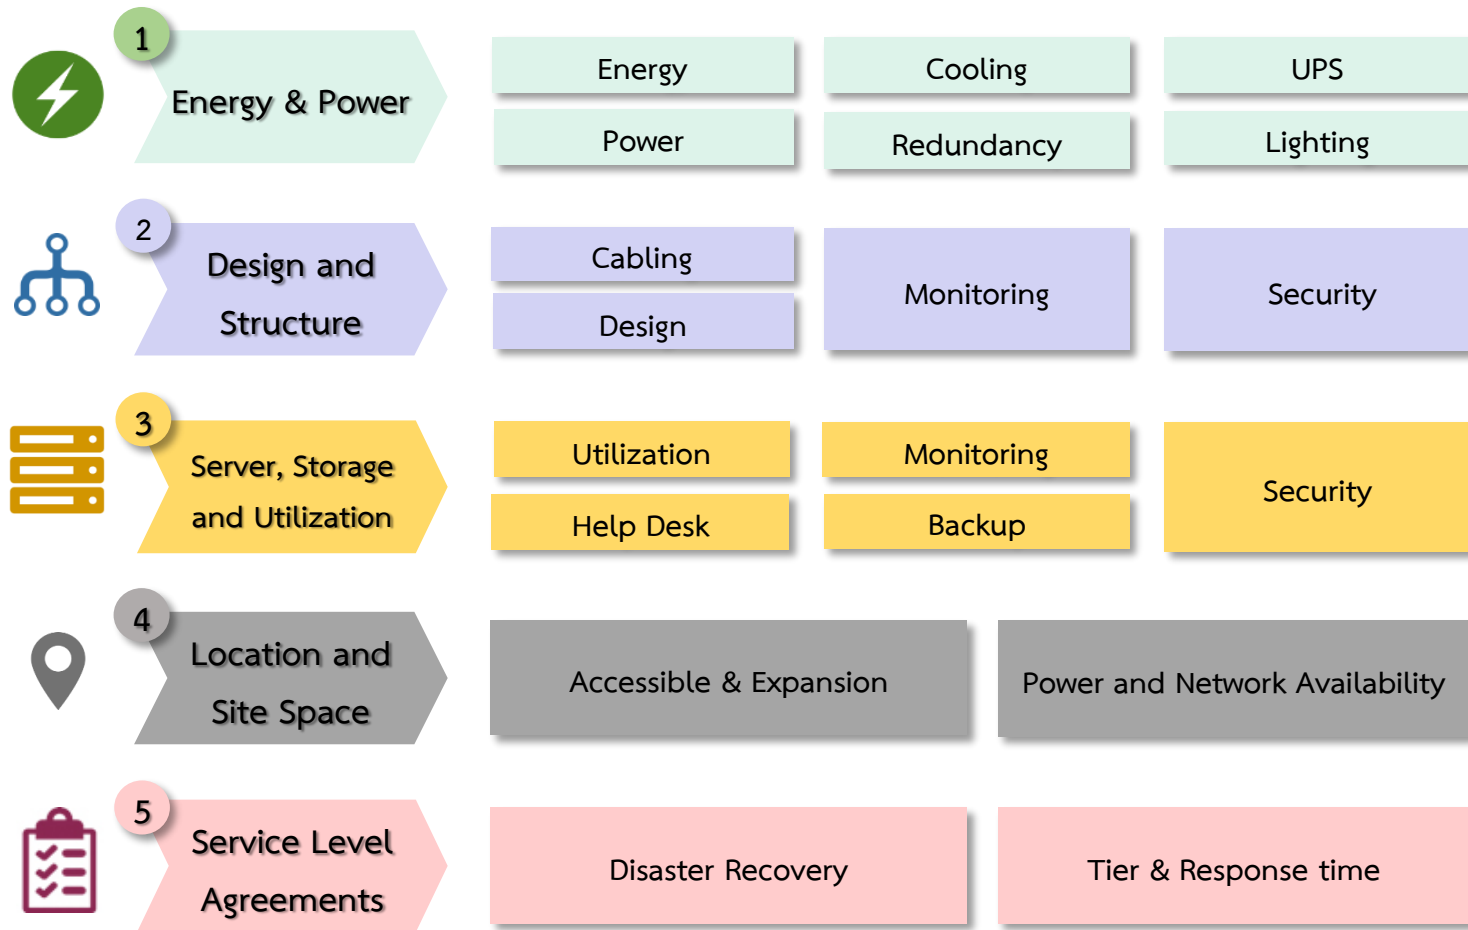 1
Energy & Power
Energy
Cooling
UPS
Power
Redundancy
Lighting
2
Design and
Structure
Cabling
Design
Monitoring
Security
3
Server, Storage
and Utilization
Utilization
Monitoring
Security
Help Desk
Backup
4
Location and
Site Space
Accessible & Expansion
Power and Network Availability
5
Service Level
Agreements
Disaster Recovery
Tier & Response time